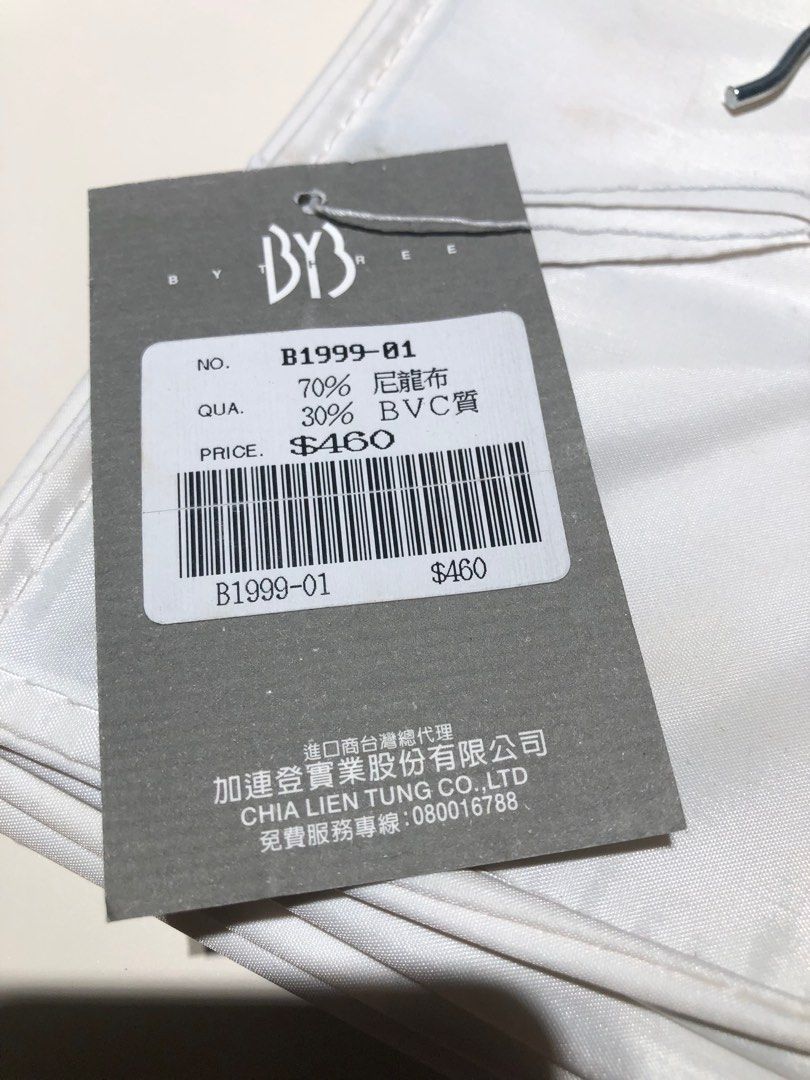 BYB
BY THREE
NO. B1999-01
QUA. 70% 尼龍布
30% BVC質
PRICE. $460
B1999-01 $460
進口商台灣總代理
加連登實業股份有限公司
CHIA LIEN TUNG CO.,LTD
免費服務專線:080016788